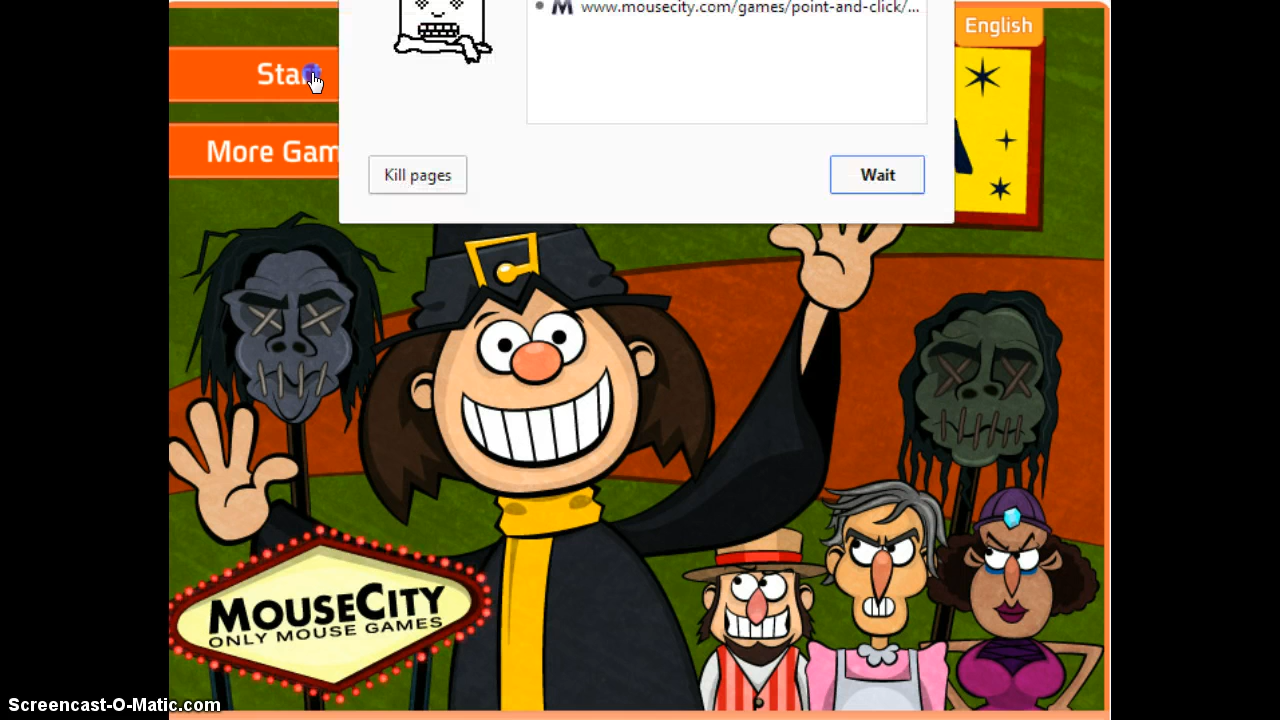 www.mousecity.com/games/point-and-click/...
English
Start
More Gam
Kill pages
Wait
MOUSECITY
ONLY MOUSE GAMES
Screencast-O-Matic.com